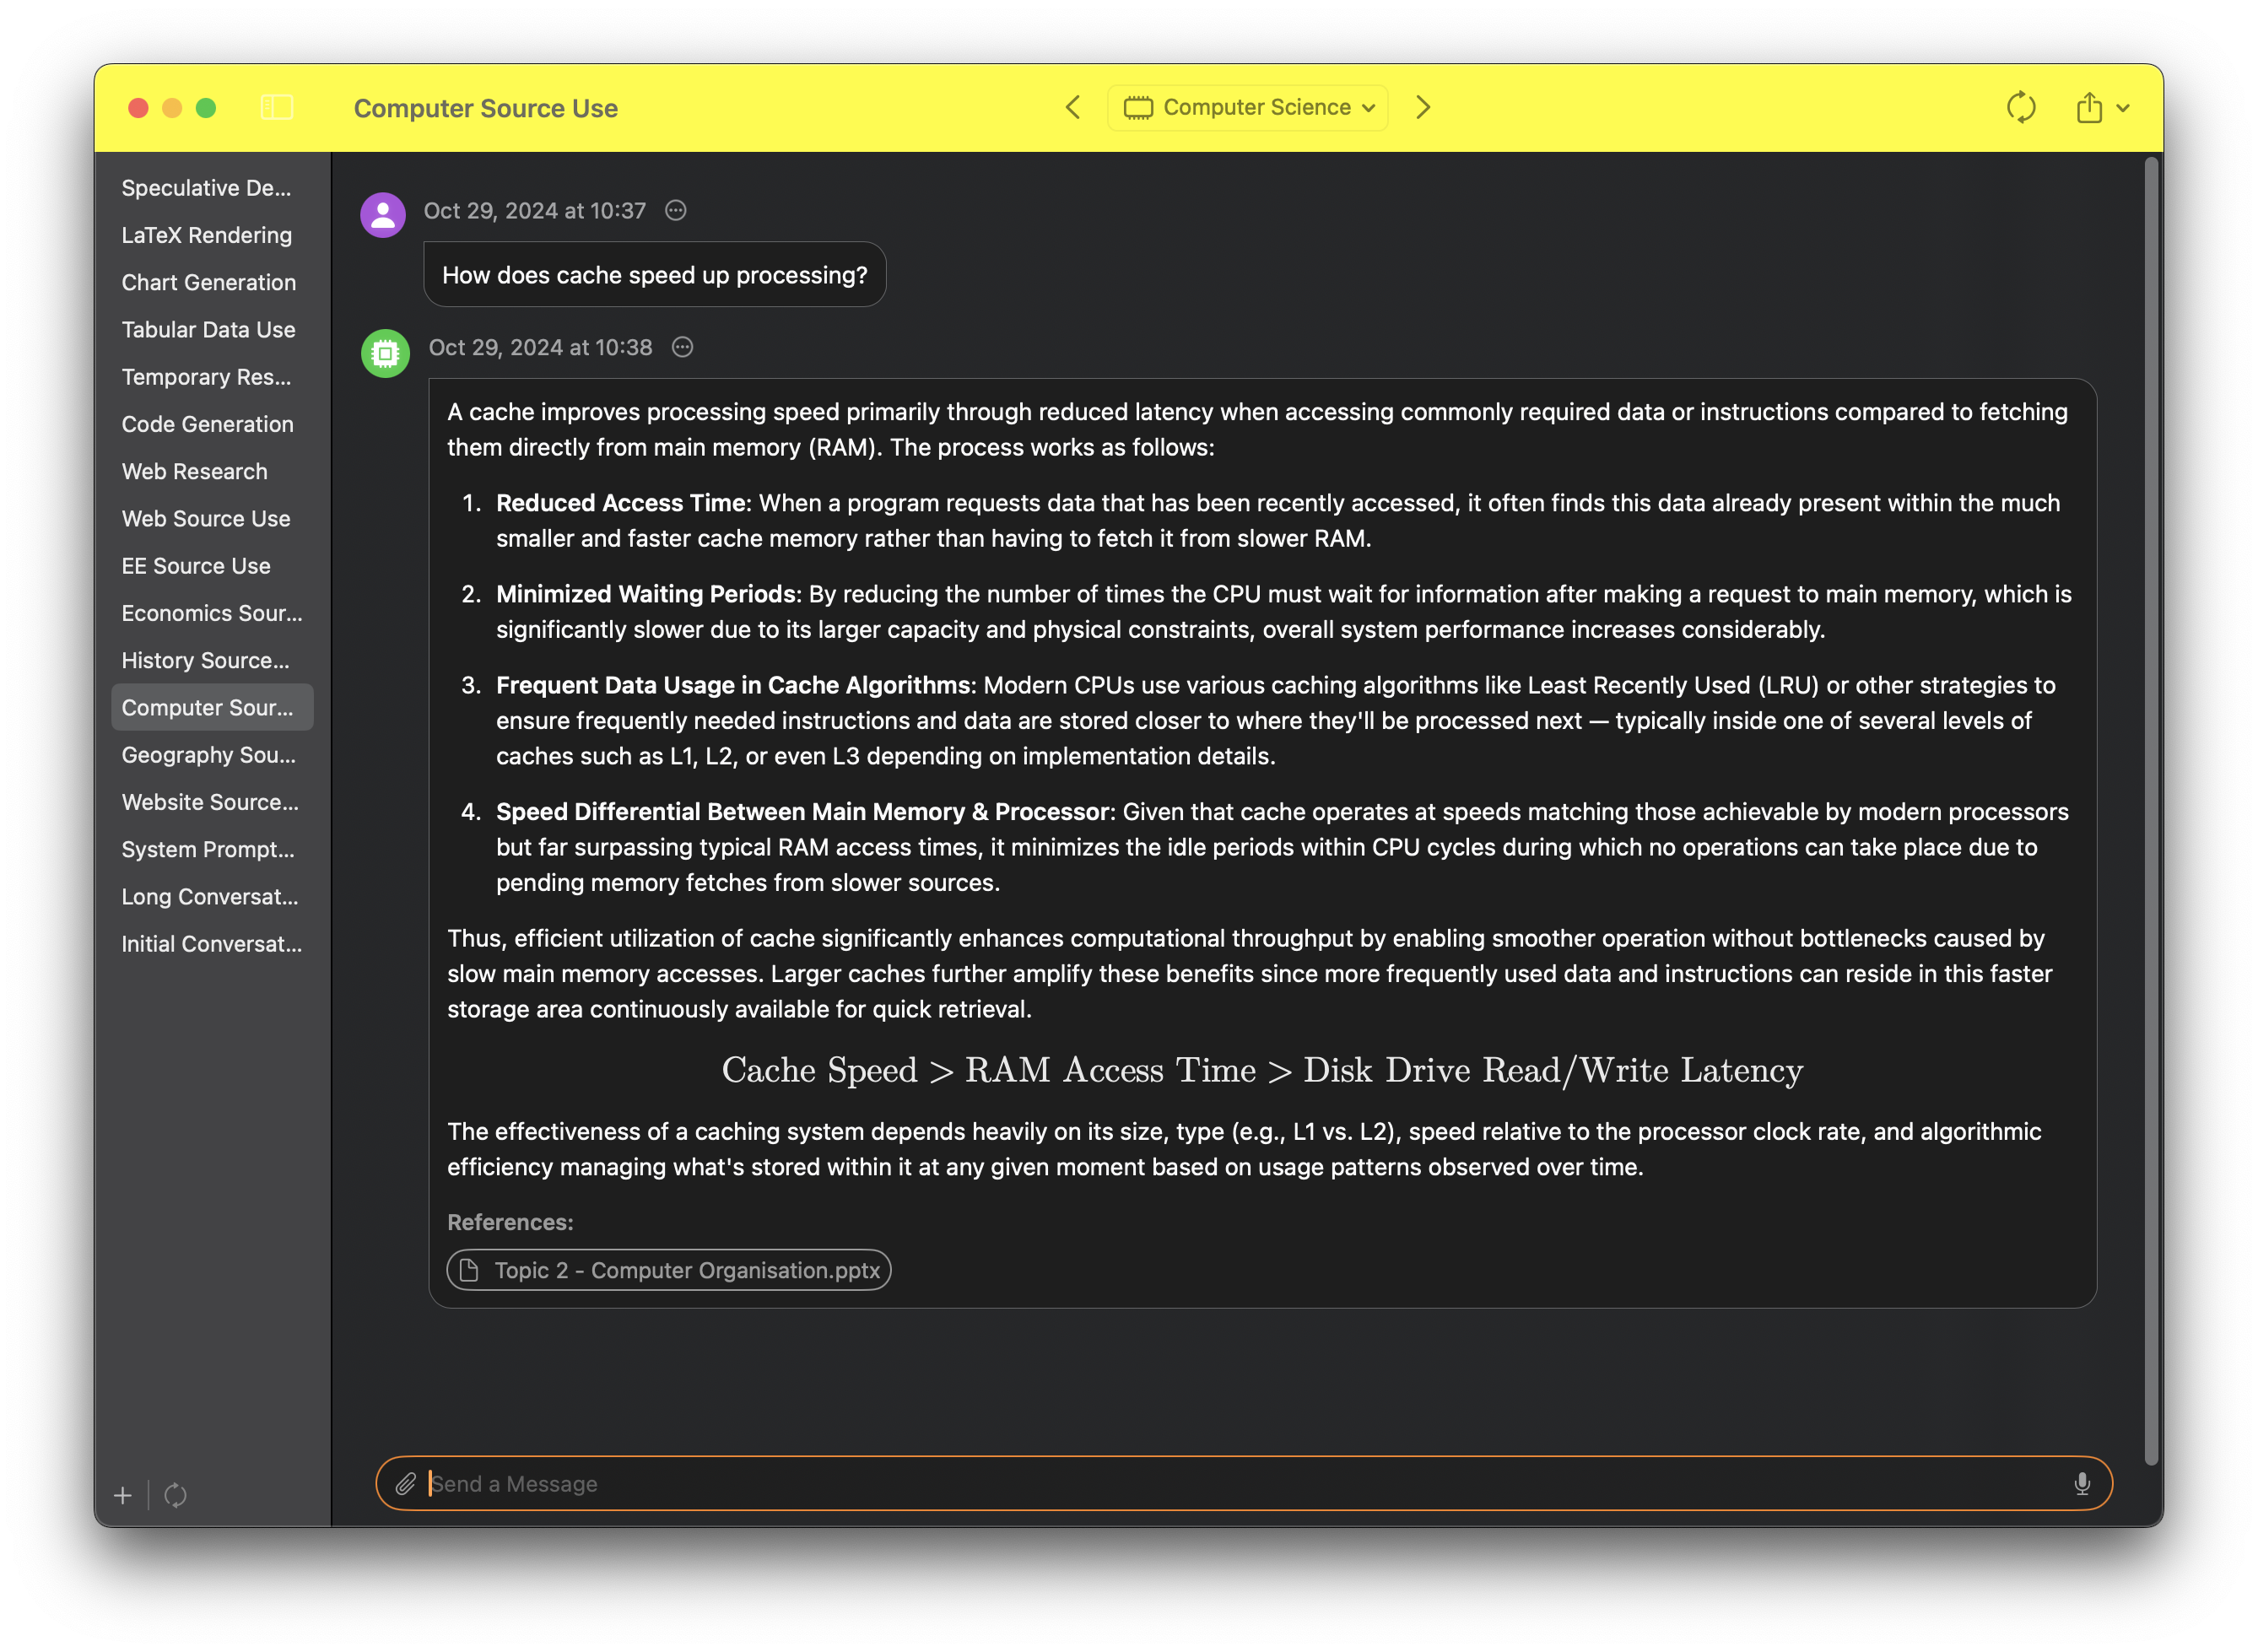 Computer Source Use
Computer Science
Speculative De...
LaTeX Rendering
Chart Generation
Tabular Data Use
Temporary Res...
Code Generation
Web Research
Web Source Use
EE Source Use
Economics Sour...
History Source...
Computer Sour...
Geography Sou...
Website Source...
System Prompt...
Long Conversat...
Initial Conversat...
Oct 29, 2024 at 10:37
How does cache speed up processing?
Oct 29, 2024 at 10:38
A cache improves processing speed primarily through reduced latency when accessing commonly required data or instructions compared to fetching
them directly from main memory (RAM). The process works as follows:
1. Reduced Access Time: When a program requests data that has been recently accessed, it often finds this data already present within the much
smaller and faster cache memory rather than having to fetch it from slower RAM.
2. Minimized Waiting Periods: By reducing the number of times the CPU must wait for information after making a request to main memory, which is
significantly slower due to its larger capacity and physical constraints, overall system performance increases considerably.
3. Frequent Data Usage in Cache Algorithms: Modern CPUs use various caching algorithms like Least Recently Used (LRU) or other strategies to
ensure frequently needed instructions and data are stored closer to where they'll be processed next — typically inside one of several levels of
caches such as L1, L2, or even L3 depending on implementation details.
4. Speed Differential Between Main Memory & Processor: Given that cache operates at speeds matching those achievable by modern processors
but far surpassing typical RAM access times, it minimizes the idle periods within CPU cycles during which no operations can take place due to
pending memory fetches from slower sources.
Thus, efficient utilization of cache significantly enhances computational throughput by enabling smoother operation without bottlenecks caused by
slow main memory accesses. Larger caches further amplify these benefits since more frequently used data and instructions can reside in this faster
storage area continuously available for quick retrieval.
Cache Speed > RAM Access Time > Disk Drive Read/Write Latency
The effectiveness of a caching system depends heavily on its size, type (e.g., L1 vs. L2), speed relative to the processor clock rate, and algorithmic
efficiency managing what's stored within it at any given moment based on usage patterns observed over time.
References:
Topic 2 - Computer Organisation.pptx
Send a Message